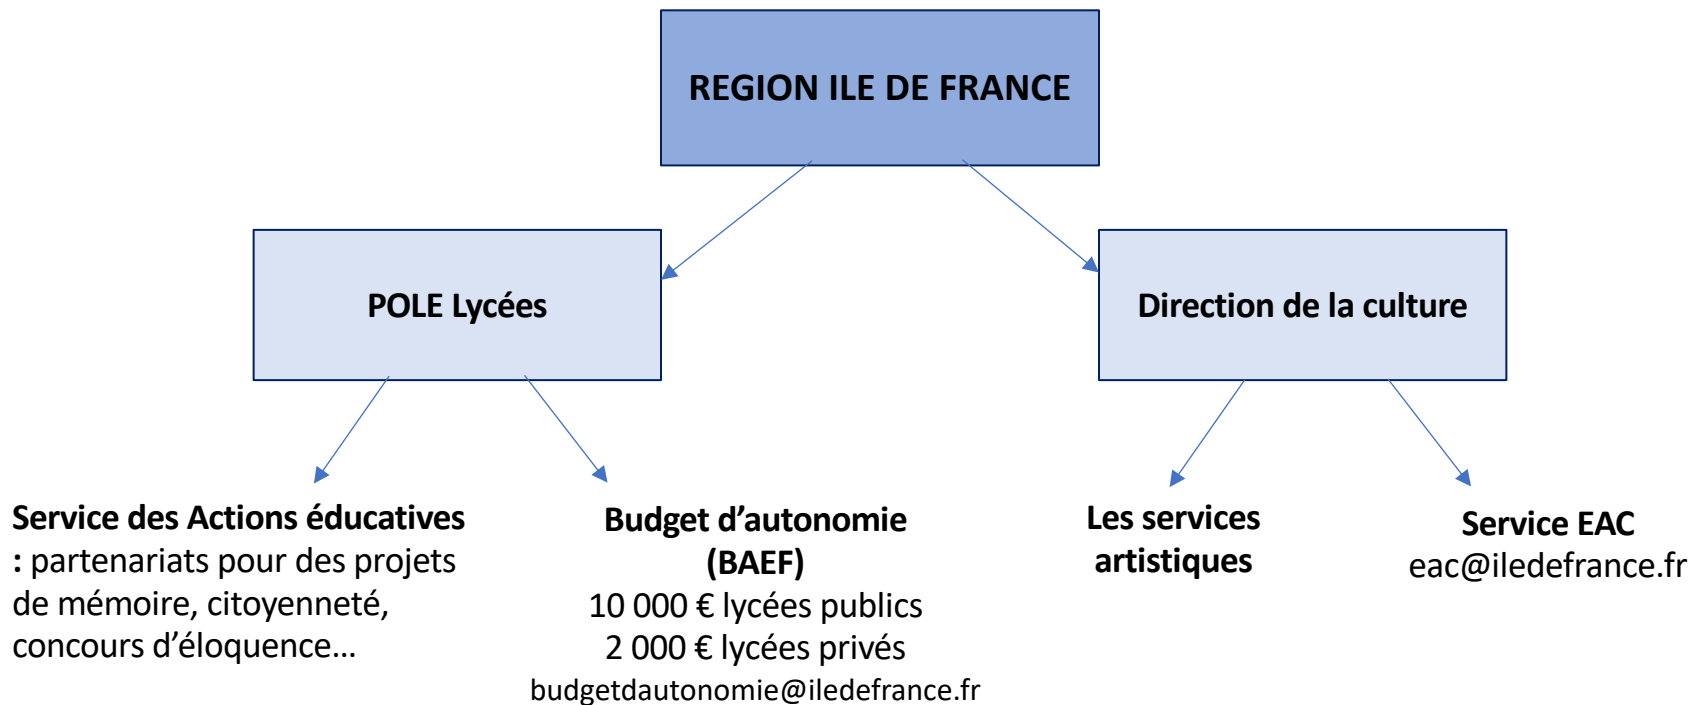 REGION ILE DE FRANCE
POLE Lycées
Direction de la culture
Service des Actions éducatives
: partenariats pour des projets
de mémoire, citoyenneté,
concours d’éloquence…
Budget d’autonomie
(BAEF)
10 000 € lycées publics
2 000 € lycées privés
budgetdautonomie@iledefrance.fr
Les services
artistiques
Service EAC
eac@iledefrance.fr